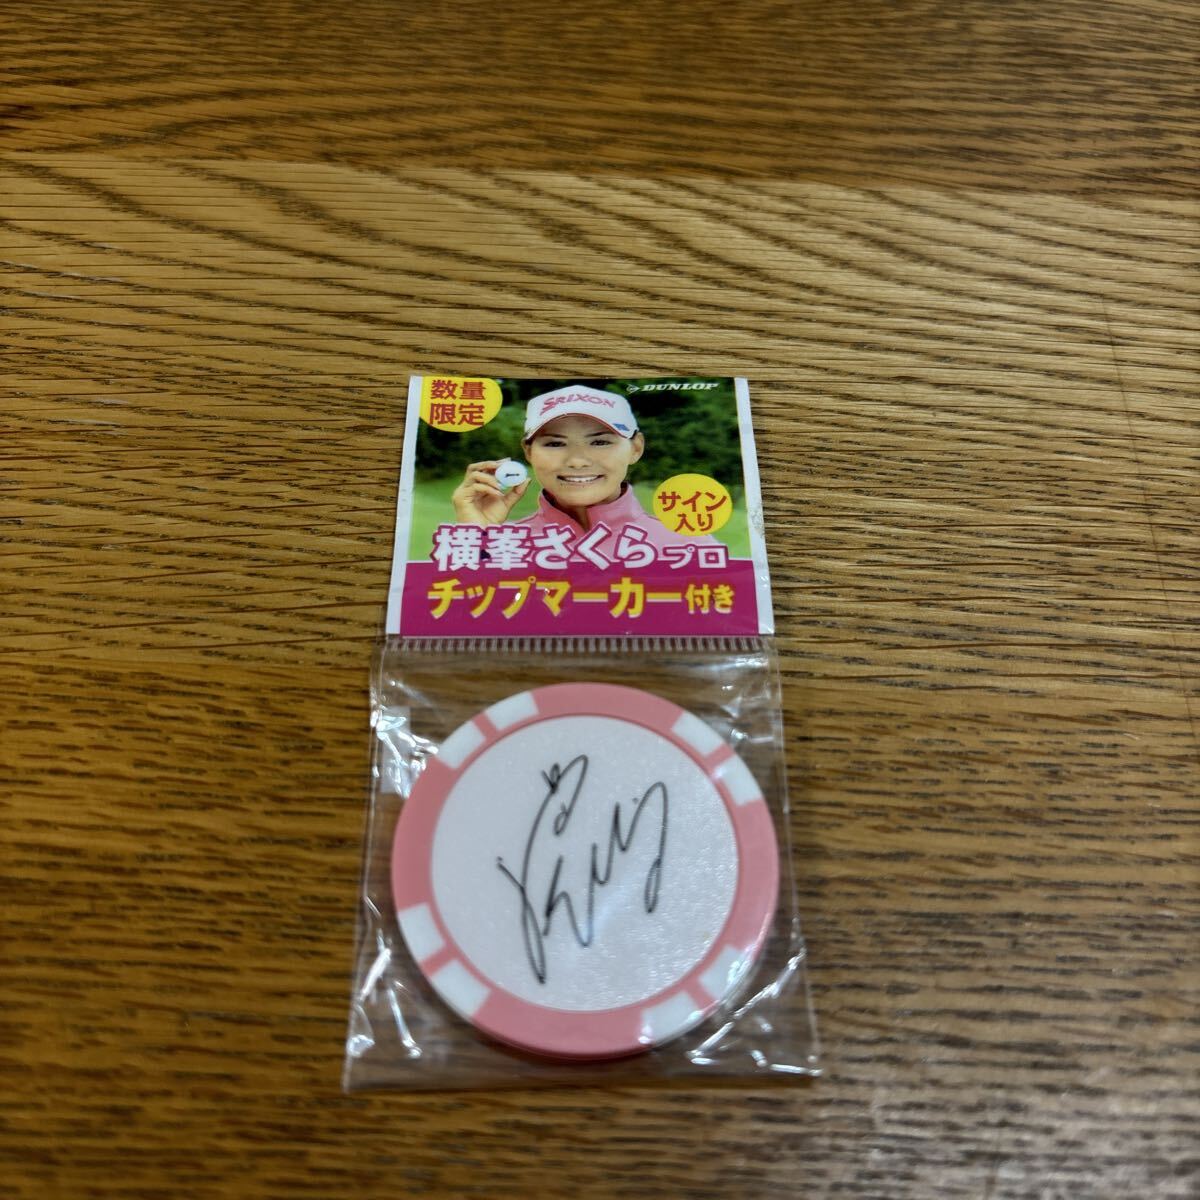 数量
限定
DUNLOP
SRIXON
サイン
入り
横峯さくらプロ
チップマーカー付き